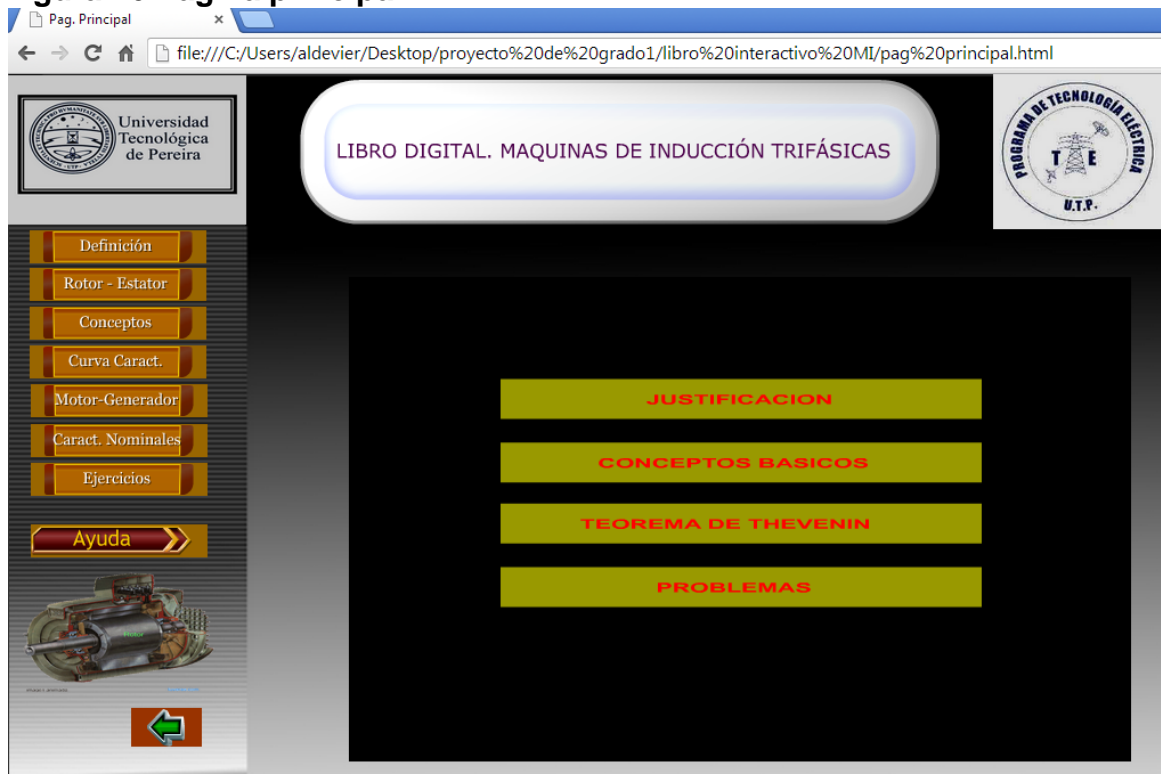 Pag. Principal
file:///C:/Users/aldevier/Desktop/proyecto%20de%20grado1/libro%20interactivo%20MI/pag%20principal.html
Universidad
Tecnológica
de Pereira
LIBRO DIGITAL. MAQUINAS DE INDUCCIÓN TRIFÁSICAS
PROGRAMA DE TECNOLOGÍA ELÉCTRICA
T E
U.T.P.
Definición
Rotor - Estator
Conceptos
Curva Caract.
Motor-Generador
Caract. Nominales
Ejercicios
Ayuda
Motor
JUSTIFICACION
CONCEPTOS BASICOS
TEOREMA DE THEVENIN
PROBLEMAS